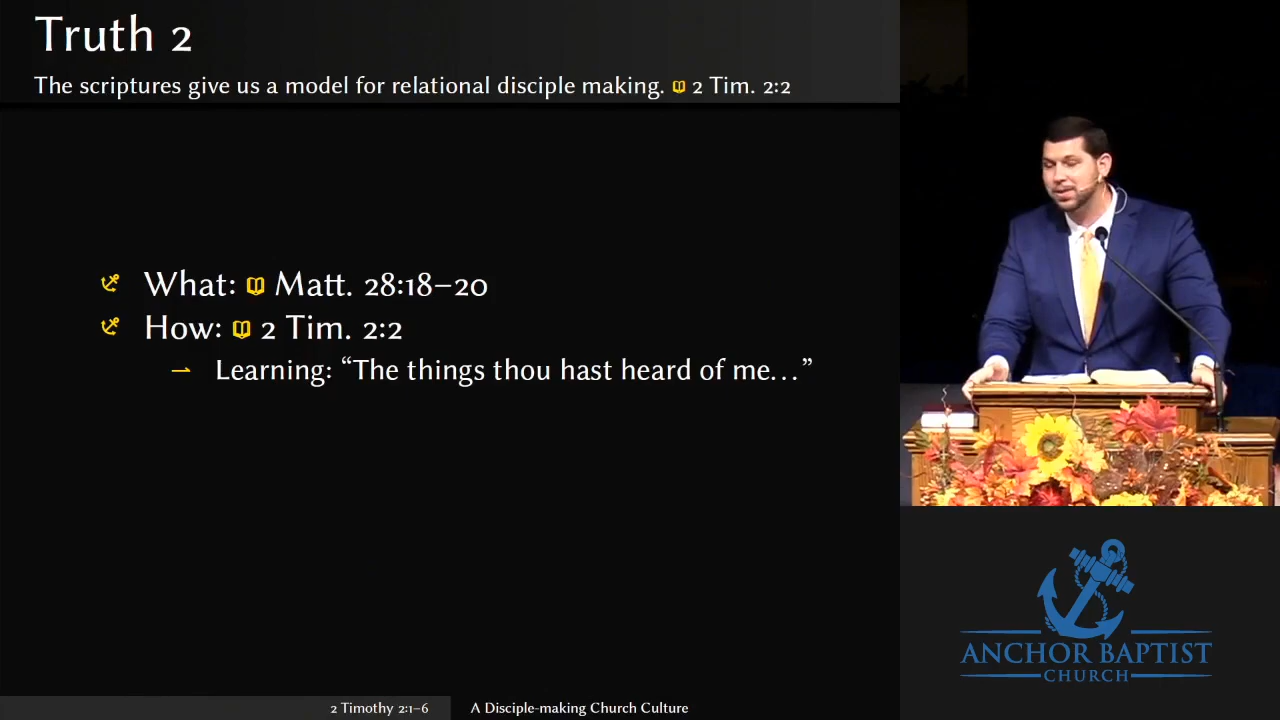 Truth 2
The scriptures give us a model for relational disciple making. 2 Tim. 2:2
What: Matt. 28:18–20
How: 2 Tim. 2:2
Learning: “The things thou hast heard of me…”
2 Timothy 2:1–6
A Disciple-making Church Culture
ANCHOR BAPTIST
CHURCH